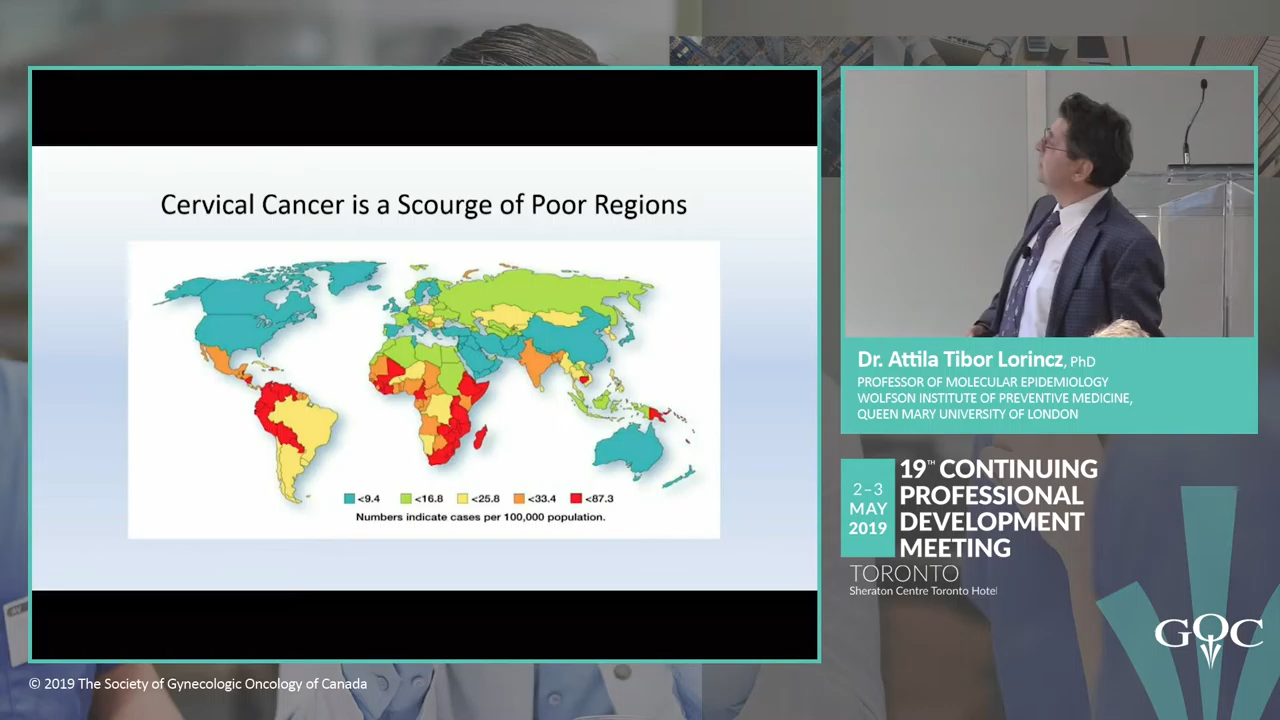 Cervical Cancer is a Scourge of Poor Regions
<9.4 <16.8 <25.8 <33.4 <87.3
Numbers indicate cases per 100,000 population.
Dr. Attila Tibor Lorincz, PhD
PROFESSOR OF MOLECULAR EPIDEMIOLOGY
WOLFSON INSTITUTE OF PREVENTIVE MEDICINE,
QUEEN MARY UNIVERSITY OF LONDON
2–3
MAY
2019
19TH CONTINUING
PROFESSIONAL
DEVELOPMENT
MEETING
TORONTO
Sheraton Centre Toronto Hotel
GOC
© 2019 The Society of Gynecologic Oncology of Canada